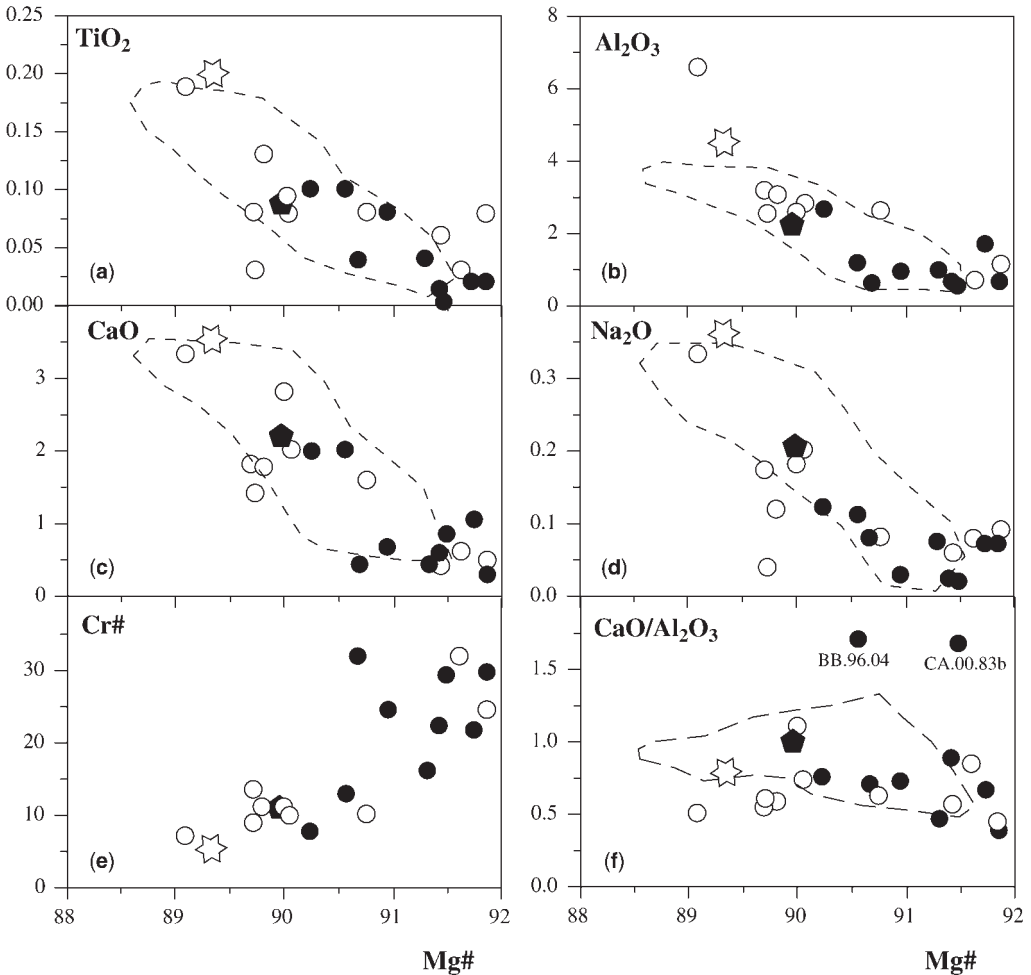 0.25
TiO2
0.20
0.15
0.10
0.05
(a)
0.00
8
Al2O3
6
4
2
(b)
0
CaO
3
2
1
(c)
0
Na2O
0.3
0.2
0.1
(d)
0.0
Cr#
30
20
10
(e)
0
88 89 90 91 92
Mg#
CaO/Al2O3
1.5
BB.96.04
CA.00.83b
1.0
0.5
(f)
0.0
88 89 90 91 92
Mg#